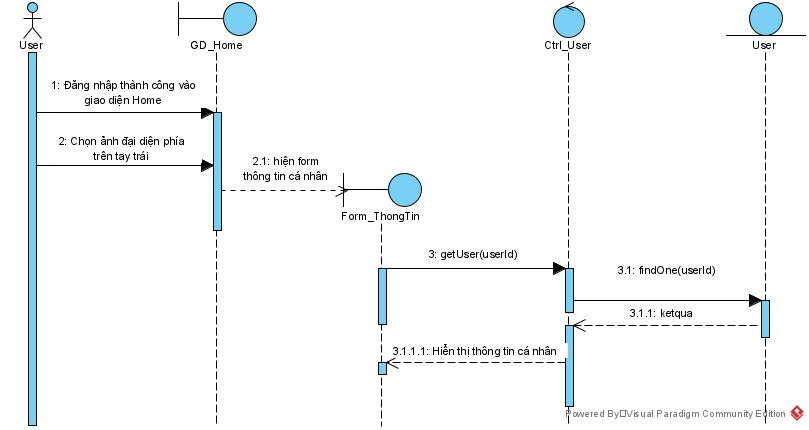 User
GD_Home
Ctrl_User
User
1: Đăng nhập thành công vào
giao diện Home
2: Chọn ảnh đại diện phía
trên tay trái
2.1: hiện form
thông tin cá nhân
Form_ThongTin
3: getUser(userId)
3.1: findOne(userId)
3.1.1: ketqua
3.1.1.1: Hiển thị thông tin cá nhân
Powered By Visual Paradigm Community Edition